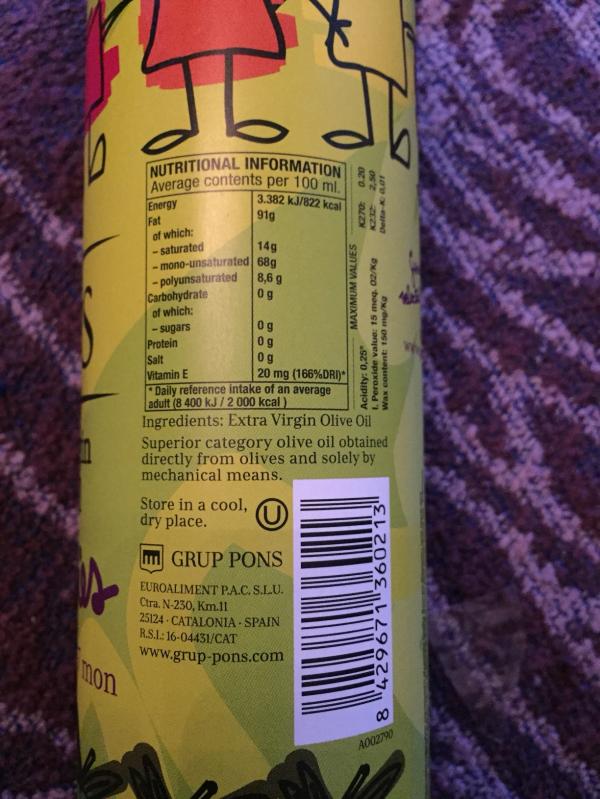 NUTRITIONAL INFORMATION
Average contents per 100 ml.
Energy 3.382 kJ/822 kcal
Fat 91g
of which:
- saturated 14g
- mono-unsaturated 68g
- polyunsaturated 8,6 g
Carbohydrate 0 g
of which:
- sugars 0 g
Protein 0 g
Salt 0 g
Vitamin E 20 mg (166%DRI)*
* Daily reference intake of an average
adult (8 400 kJ / 2 000 kcal )
MAXIMUM VALUES
Acidity: 0,25° K270: 0.20
I. Peroxide value: 15 meq. O2/Kg K232: 2,50
Wax content: 150 mg/Kg Delta-K: 0,01
Ingredients: Extra Virgin Olive Oil
Superior category olive oil obtained
directly from olives and solely by
mechanical means.
Store in a cool,
dry place.
U
GRUP PONS
EUROALIMENT P.A.C. S.L.U.
Ctra. N-230, Km.11
25124 - CATALONIA - SPAIN
R.S.I.: 16-04431/CAT
www.grup-pons.com
8 429671 360213
A002790
mon